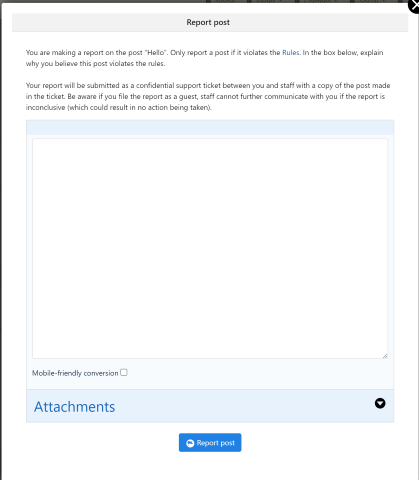 Report post
You are making a report on the post "Hello". Only report a post if it violates the Rules. In the box below, explain
why you believe this post violates the rules.
Your report will be submitted as a confidential support ticket between you and staff with a copy of the post made
in the ticket. Be aware if you file the report as a guest, staff cannot further communicate with you if the report is
inconclusive (which could result in no action being taken).
Mobile-friendly conversion
Attachments
Report post